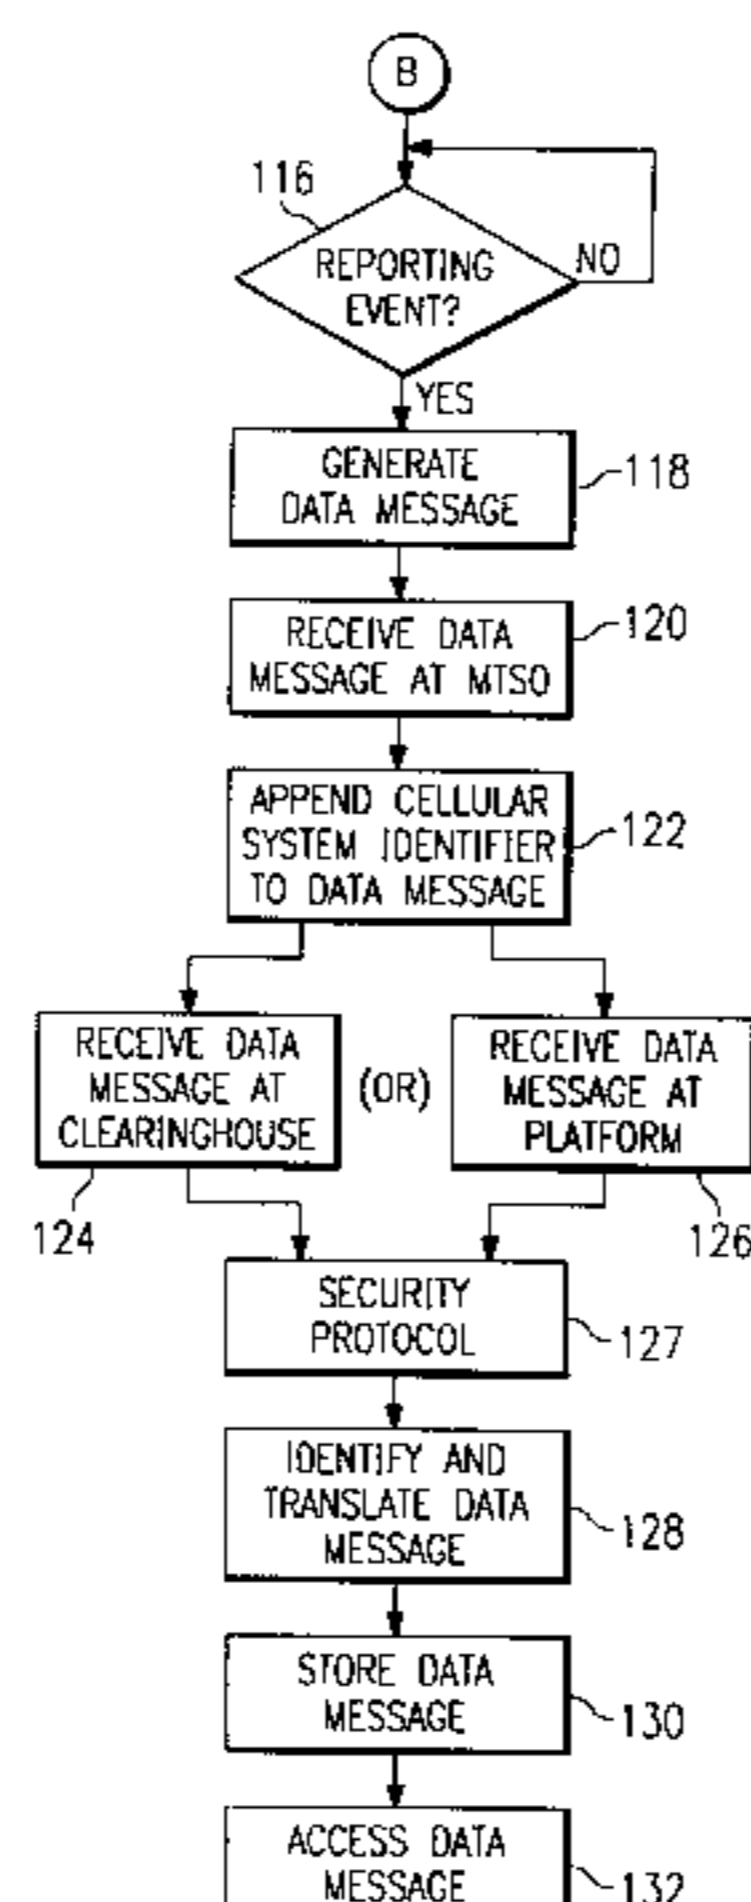 B
116
REPORTING
EVENT?
NO
YES
GENERATE
DATA MESSAGE
118
RECEIVE DATA
MESSAGE AT MTSO
120
APPEND CELLULAR
SYSTEM IDENTIFIER
TO DATA MESSAGE
122
RECEIVE DATA
MESSAGE AT
CLEARINGHOUSE
124
(OR)
RECEIVE DATA
MESSAGE AT
PLATFORM
126
SECURITY
PROTOCOL
127
IDENTIFY AND
TRANSLATE DATA
MESSAGE
128
STORE DATA
MESSAGE
130
ACCESS DATA
MESSAGE
132